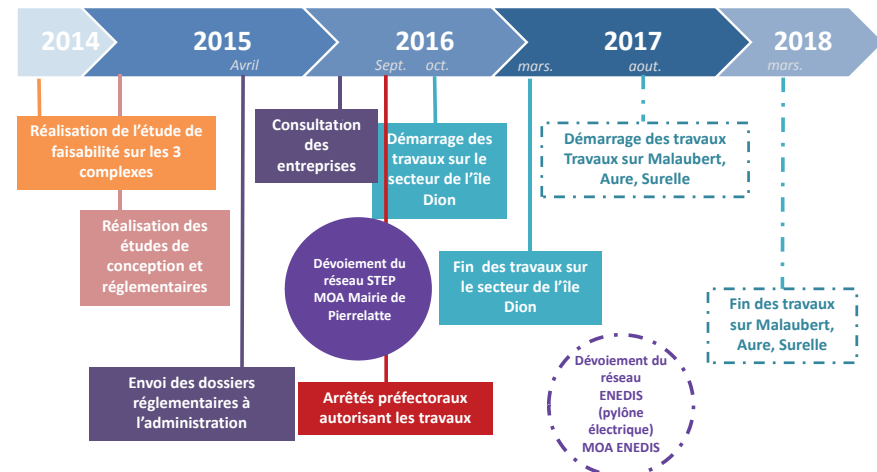 2014
2015
2016
2017
2018
Avril
Sept.
oct.
mars.
aout.
mars.
Réalisation de l'étude de
faisabilité sur les 3
complexes
Consultation
des
entreprises
Démarrage des
travaux sur le
secteur de l'île
Dion
Démarrage des travaux
Travaux sur Malaubert,
Aure, Surelle
Réalisation des
études de
conception et
réglementaires
Dévoiement du
réseau STEP
MOA Mairie de
Pierrelatte
Fin des travaux sur
le secteur de l'île
Dion
Fin des travaux
sur Malaubert,
Aure, Surelle
Envoi des dossiers
réglementaires à
l'administration
Arrêtés préfectoraux
autorisant les travaux
Dévoiement du
réseau
ENEDIS
(pylône
électrique)
MOA ENEDIS